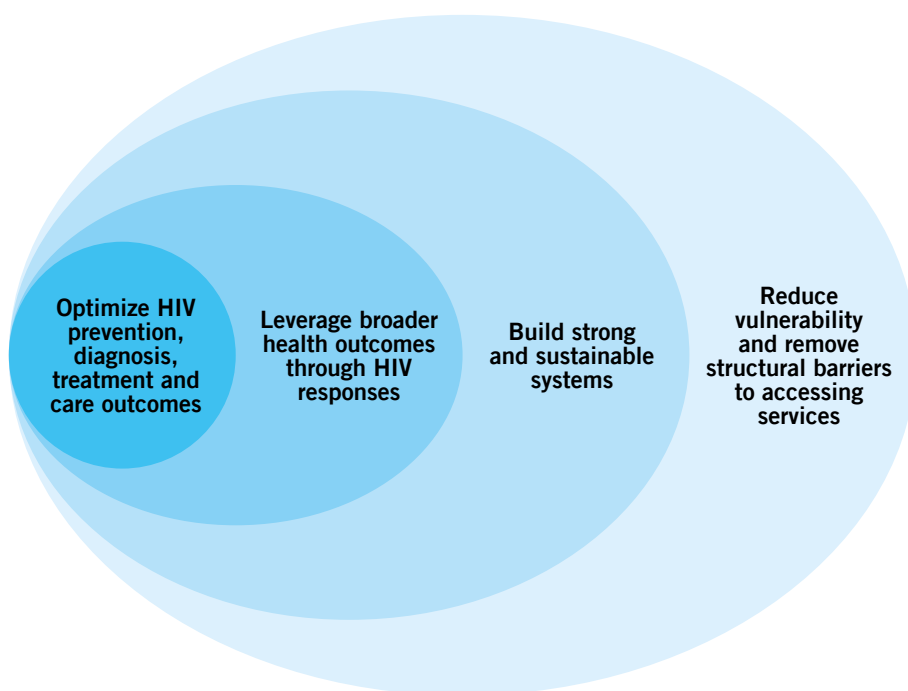 Optimize HIV
prevention,
diagnosis,
treatment and
care outcomes
Leverage broader
health outcomes
through HIV
responses
Build strong
and sustainable
systems
Reduce
vulnerability
and remove
structural barriers
to accessing
services